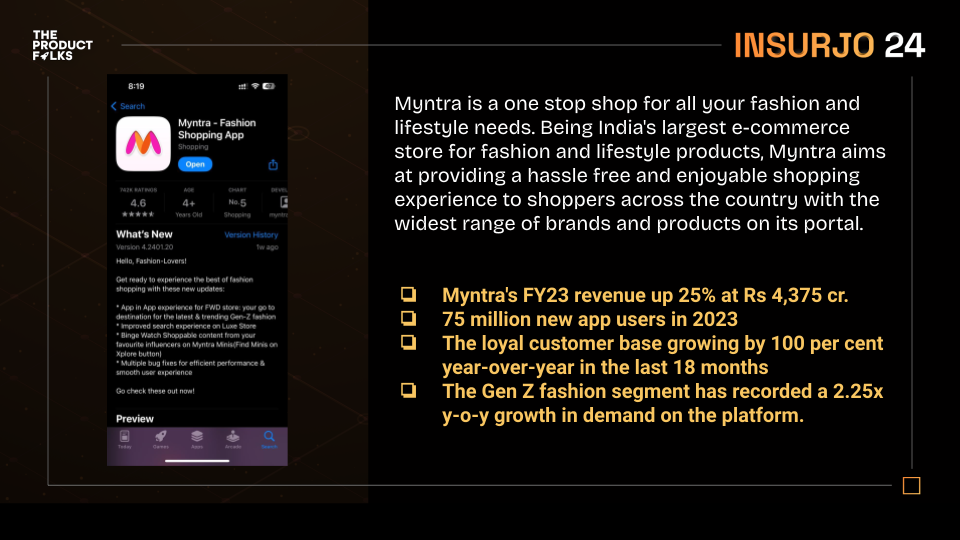 THE
PRODUCT
FOLKS
INSURJO 24
8:19
Search
Myntra - Fashion
Shopping App
Shopping
Open
742K RATINGS AGE CHART DEVEL
4.6 4+ No.5
Years Old Shopping myntra
What's New Version History
Version 4.2401.20 1w ago
Hello, Fashion-Lovers!
Get ready to experience the best of fashion
shopping with these new updates:
* App in App experience for FWD store: your go to
destination for the latest & trending Gen-Z fashion
* Improved search experience on Luxe Store
* Binge Watch Shoppable content from your
favourite influencers on Myntra Minis(Find Minis on
Xplore button)
* Multiple bug fixes for efficient performance &
smooth user experience
Go check these out now!
Preview
Today Games Apps Arcade Search
Myntra is a one stop shop for all your fashion and
lifestyle needs. Being India's largest e-commerce
store for fashion and lifestyle products, Myntra aims
at providing a hassle free and enjoyable shopping
experience to shoppers across the country with the
widest range of brands and products on its portal.
Myntra's FY23 revenue up 25% at Rs 4,375 cr.
75 million new app users in 2023
The loyal customer base growing by 100 per cent
year-over-year in the last 18 months
The Gen Z fashion segment has recorded a 2.25x
y-o-y growth in demand on the platform.